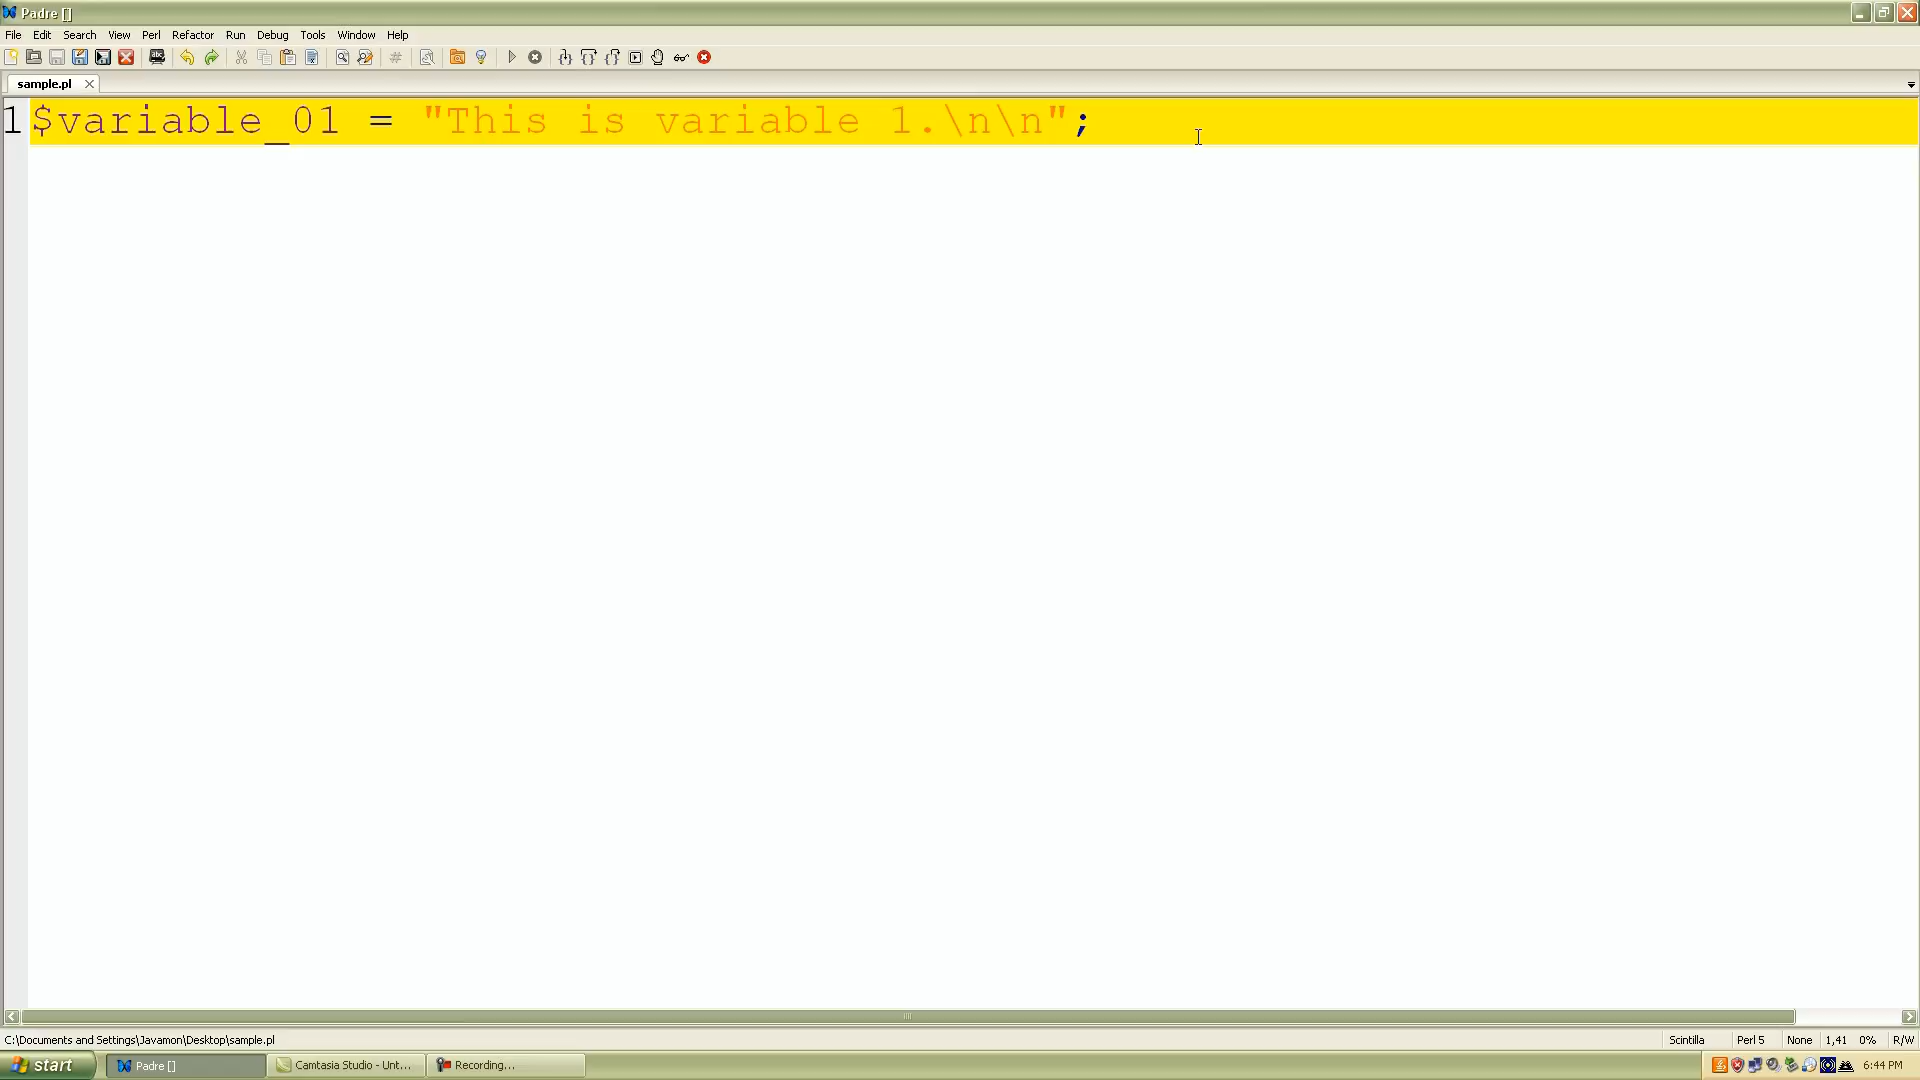 Padre []
File Edit Search View Perl Refactor Run Debug Tools Window Help
sample.pl
1 $variable_01 = "This is variable 1.\n\n";
C:\Documents and Settings\Javamon\Desktop\sample.pl Scintilla Perl 5 None 1,41 0% R/W
start Padre [] Camtasia Studio - Unt... Recording... 6:44 PM